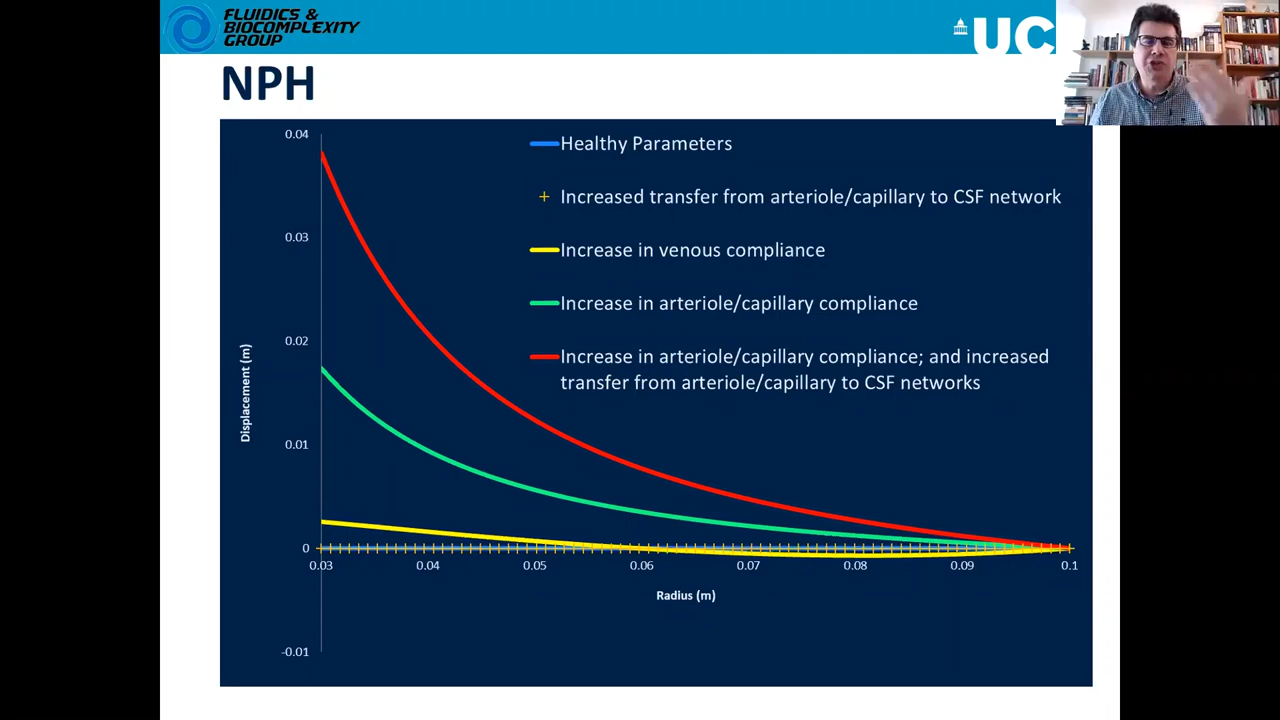 FLUIDICS &
BIOCOMPLEXITY
GROUP
UC
NPH
0.04
0.03
0.02
0.01
0
-0.01
Displacement (m)
Healthy Parameters
+ Increased transfer from arteriole/capillary to CSF network
Increase in venous compliance
Increase in arteriole/capillary compliance
Increase in arteriole/capillary compliance; and increased
transfer from arteriole/capillary to CSF networks
0.03 0.04 0.05 0.06 0.07 0.08 0.09 0.1
Radius (m)